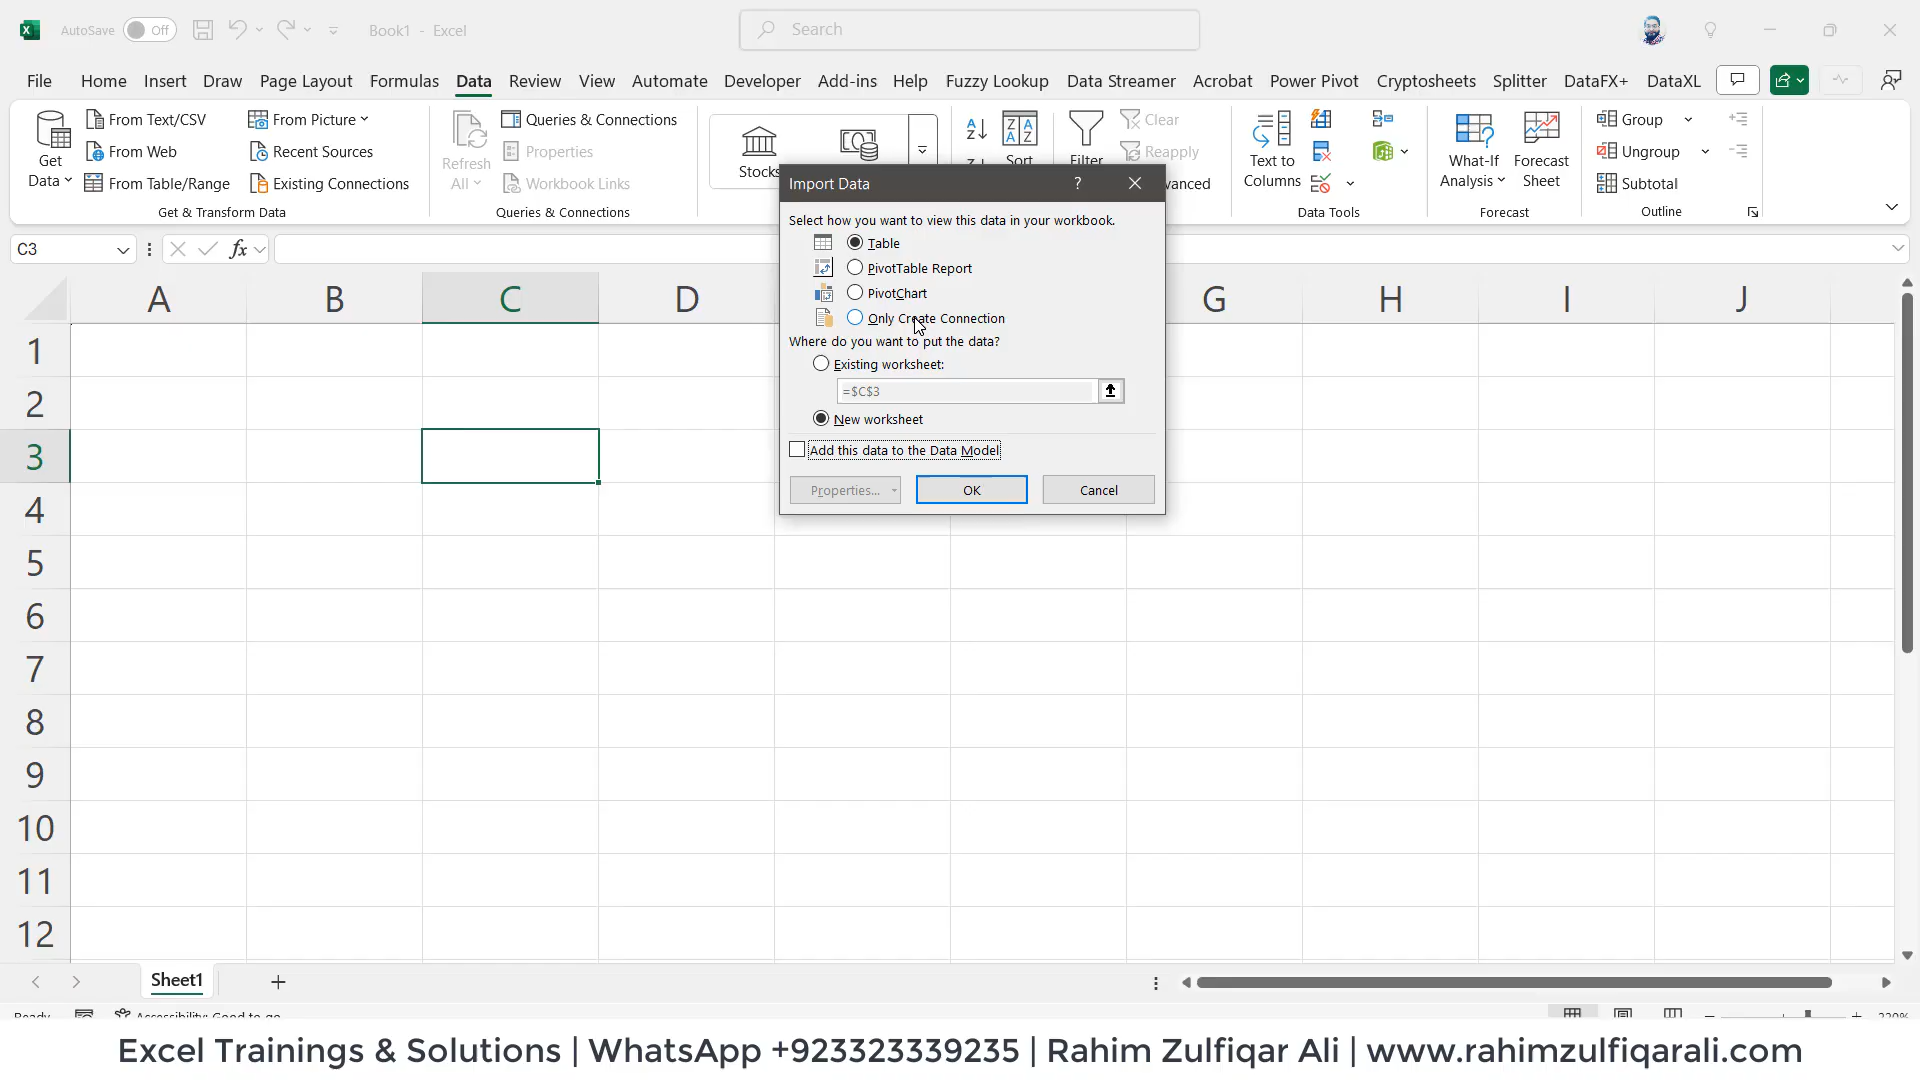 AutoSave Off Book1 - Excel Search
File Home Insert Draw Page Layout Formulas Data Review View Automate Developer Add-ins Help Fuzzy Lookup Data Streamer Acrobat Power Pivot Cryptosheets Splitter DataFX+ DataXL
Get Data
From Text/CSV
From Web
From Table/Range
From Picture
Recent Sources
Existing Connections
Get & Transform Data
Refresh All
Queries & Connections
Properties
Workbook Links
Queries & Connections
Stocks
Sort
Filter
Clear
Reapply
Text to Columns
Data Tools
What-If Analysis
Forecast Sheet
Forecast
Group
Ungroup
Subtotal
Outline
C3
fx
Import Data ?
Select how you want to view this data in your workbook.
Table
PivotTable Report
PivotChart
Only Create Connection
Where do you want to put the data?
Existing worksheet:
=$C$3
New worksheet
Add this data to the Data Model
Properties... OK Cancel
A B C D G H I J
1
2
3
4
5
6
7
8
9
10
11
12
Sheet1
Ready Accessibility: Good to go
Excel Trainings & Solutions | WhatsApp +923323339235 | Rahim Zulfiqar Ali | www.rahimzulfiqarali.com